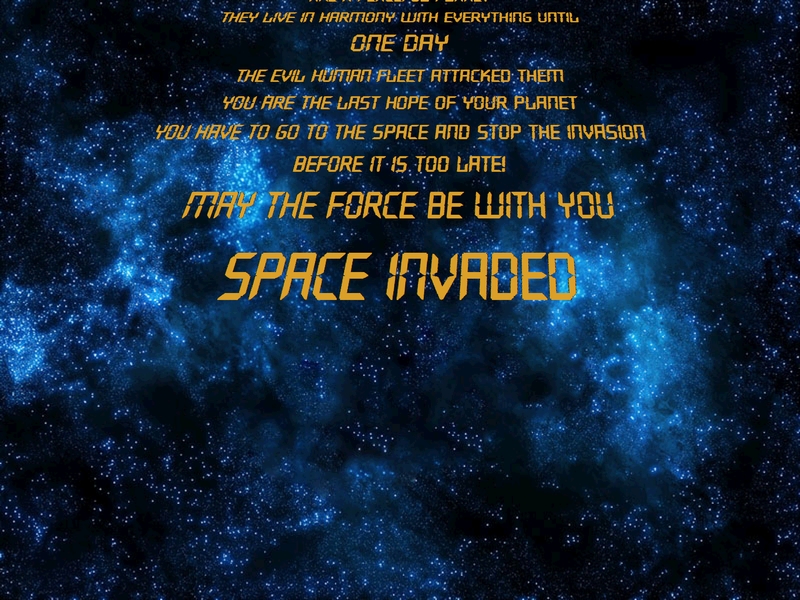 THEY LIVE IN HARMONY WITH EVERYTHING UNTIL
ONE DAY
THE EVIL HUMAN FLEET ATTACKED THEM
YOU ARE THE LAST HOPE OF YOUR PLANET
YOU HAVE TO GO TO THE SPACE AND STOP THE INVASION
BEFORE IT IS TOO LATE!
MAY THE FORCE BE WITH YOU
SPACE INVADED